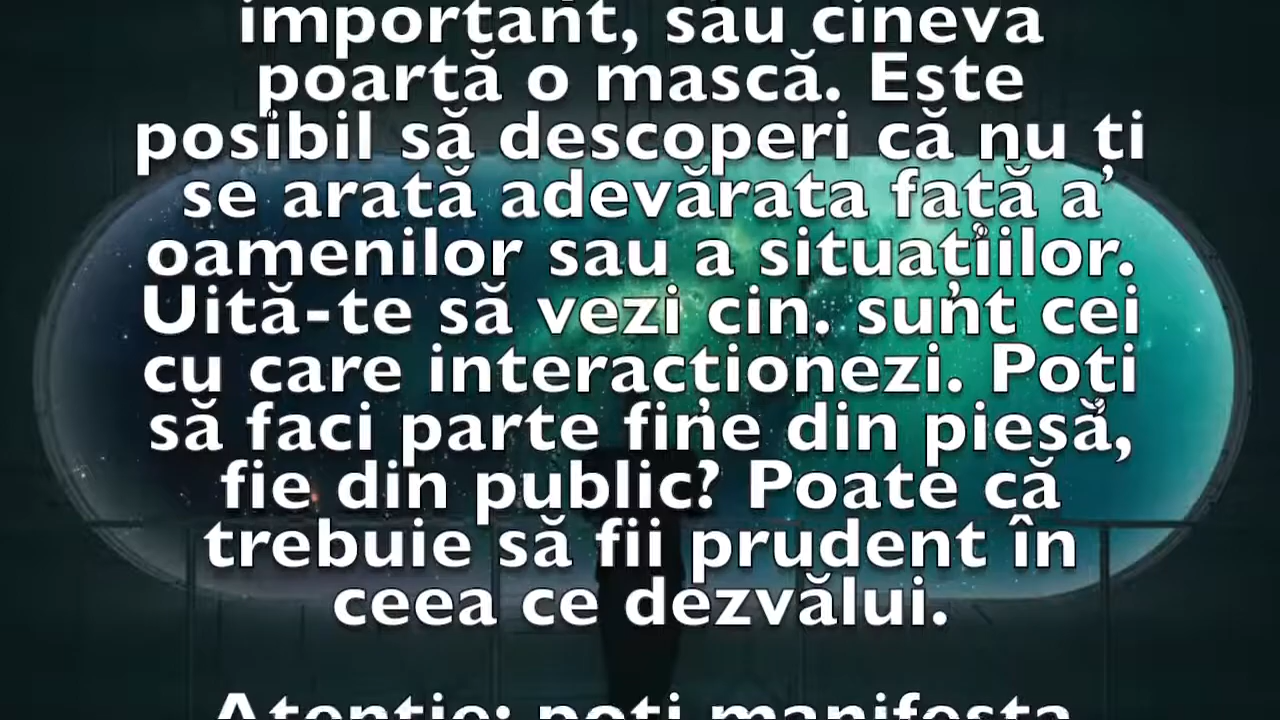 important, sau cineva
poartă o mască. Este
posibil să descoperi că nu ți
se arată adevărata față a
oamenilor sau a situațiilor.
Uită-te să vezi cin. sunt cei
cu care interacționezi. Poți
să faci parte fine din piesă,
fie din public? Poate că
trebuie să fii prudent în
ceea ce dezvălui.
Atenție: poți manifesta